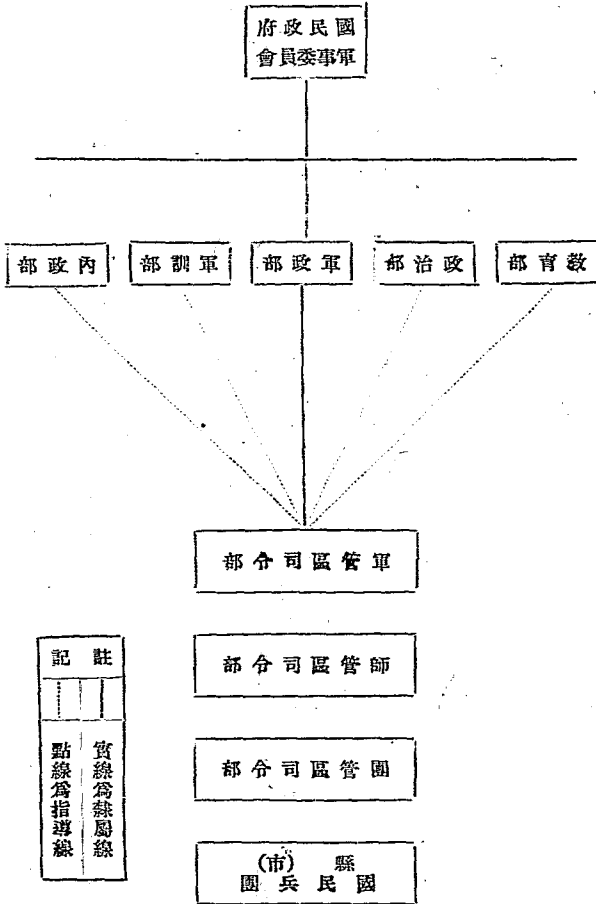 國民政府
軍事委員會
教育部
政治部
軍政部
軍訓部
內政部
軍管區司令部
師管區司令部
團管區司令部
縣(市)
國民兵團
註記
實線爲隸屬線
點線爲指導線